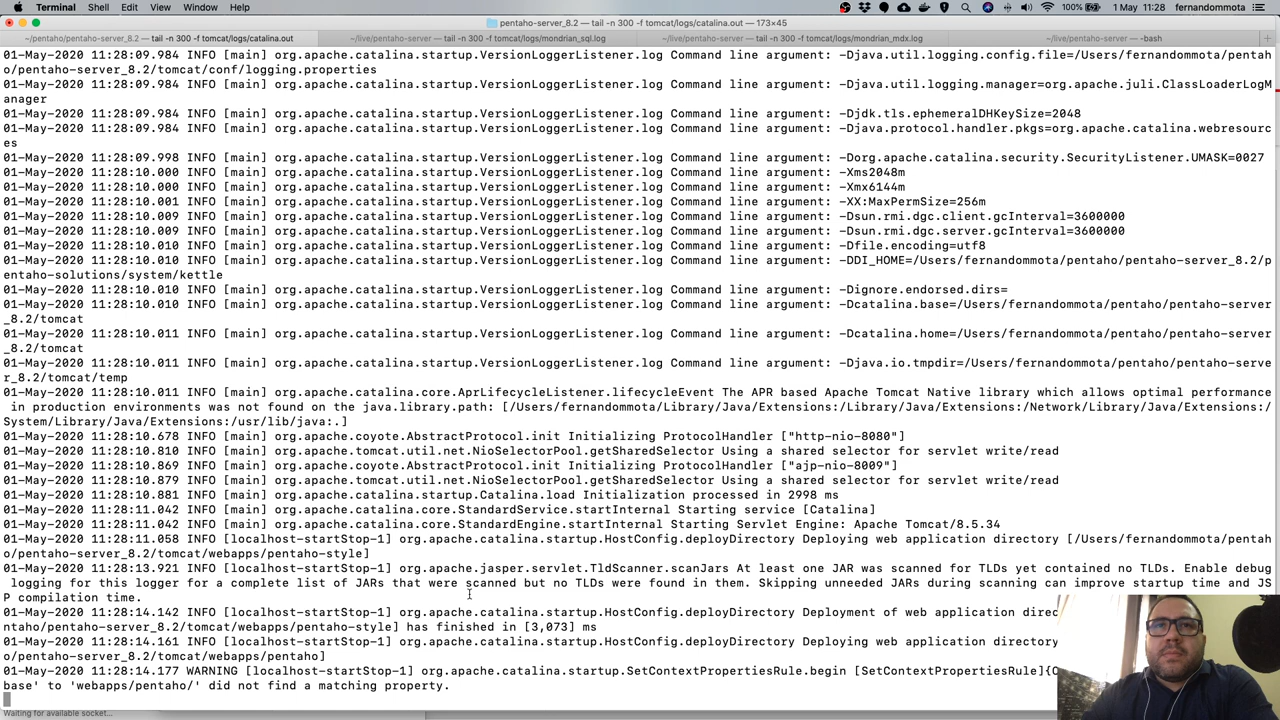 Terminal Shell Edit View Window Help 100% 1 May 11:28 fernandommota
pentaho-server_8.2 — tail -n 300 -f tomcat/logs/catalina.out — 173×45
~/pentaho/pentaho-server_8.2 — tail -n 300 -f tomcat/logs/catalina.out ~/live/pentaho-server — tail -n 300 -f tomcat/logs/mondrian_sql.log ~/live/pentaho-server — tail -n 300 -f tomcat/logs/mondrian_mdx.log ~/live/pentaho-server — -bash
01-May-2020 11:28:09.984 INFO [main] org.apache.catalina.startup.VersionLoggerListener.log Command line argument: -Djava.util.logging.config.file=/Users/fernandommota/pentah
o/pentaho-server_8.2/tomcat/conf/logging.properties
01-May-2020 11:28:09.984 INFO [main] org.apache.catalina.startup.VersionLoggerListener.log Command line argument: -Djava.util.logging.manager=org.apache.juli.ClassLoaderLogM
anager
01-May-2020 11:28:09.984 INFO [main] org.apache.catalina.startup.VersionLoggerListener.log Command line argument: -Djdk.tls.ephemeralDHKeySize=2048
01-May-2020 11:28:09.984 INFO [main] org.apache.catalina.startup.VersionLoggerListener.log Command line argument: -Djava.protocol.handler.pkgs=org.apache.catalina.webresourc
es
01-May-2020 11:28:09.998 INFO [main] org.apache.catalina.startup.VersionLoggerListener.log Command line argument: -Dorg.apache.catalina.security.SecurityListener.UMASK=0027
01-May-2020 11:28:10.000 INFO [main] org.apache.catalina.startup.VersionLoggerListener.log Command line argument: -Xms2048m
01-May-2020 11:28:10.000 INFO [main] org.apache.catalina.startup.VersionLoggerListener.log Command line argument: -Xmx6144m
01-May-2020 11:28:10.001 INFO [main] org.apache.catalina.startup.VersionLoggerListener.log Command line argument: -XX:MaxPermSize=256m
01-May-2020 11:28:10.009 INFO [main] org.apache.catalina.startup.VersionLoggerListener.log Command line argument: -Dsun.rmi.dgc.client.gcInterval=3600000
01-May-2020 11:28:10.009 INFO [main] org.apache.catalina.startup.VersionLoggerListener.log Command line argument: -Dsun.rmi.dgc.server.gcInterval=3600000
01-May-2020 11:28:10.010 INFO [main] org.apache.catalina.startup.VersionLoggerListener.log Command line argument: -Dfile.encoding=utf8
01-May-2020 11:28:10.010 INFO [main] org.apache.catalina.startup.VersionLoggerListener.log Command line argument: -DDI_HOME=/Users/fernandommota/pentaho/pentaho-server_8.2/p
entaho-solutions/system/kettle
01-May-2020 11:28:10.010 INFO [main] org.apache.catalina.startup.VersionLoggerListener.log Command line argument: -Dignore.endorsed.dirs=
01-May-2020 11:28:10.010 INFO [main] org.apache.catalina.startup.VersionLoggerListener.log Command line argument: -Dcatalina.base=/Users/fernandommota/pentaho/pentaho-server
_8.2/tomcat
01-May-2020 11:28:10.011 INFO [main] org.apache.catalina.startup.VersionLoggerListener.log Command line argument: -Dcatalina.home=/Users/fernandommota/pentaho/pentaho-server
_8.2/tomcat
01-May-2020 11:28:10.011 INFO [main] org.apache.catalina.startup.VersionLoggerListener.log Command line argument: -Djava.io.tmpdir=/Users/fernandommota/pentaho/pentaho-serve
r_8.2/tomcat/temp
01-May-2020 11:28:10.011 INFO [main] org.apache.catalina.core.AprLifecycleListener.lifecycleEvent The APR based Apache Tomcat Native library which allows optimal performance
in production environments was not found on the java.library.path: [/Users/fernandommota/Library/Java/Extensions:/Library/Java/Extensions:/Network/Library/Java/Extensions:/
System/Library/Java/Extensions:/usr/lib/java:.]
01-May-2020 11:28:10.678 INFO [main] org.apache.coyote.AbstractProtocol.init Initializing ProtocolHandler ["http-nio-8080"]
01-May-2020 11:28:10.810 INFO [main] org.apache.tomcat.util.net.NioSelectorPool.getSharedSelector Using a shared selector for servlet write/read
01-May-2020 11:28:10.869 INFO [main] org.apache.coyote.AbstractProtocol.init Initializing ProtocolHandler ["ajp-nio-8009"]
01-May-2020 11:28:10.879 INFO [main] org.apache.tomcat.util.net.NioSelectorPool.getSharedSelector Using a shared selector for servlet write/read
01-May-2020 11:28:10.881 INFO [main] org.apache.catalina.startup.Catalina.load Initialization processed in 2998 ms
01-May-2020 11:28:11.042 INFO [main] org.apache.catalina.core.StandardService.startInternal Starting service [Catalina]
01-May-2020 11:28:11.042 INFO [main] org.apache.catalina.core.StandardEngine.startInternal Starting Servlet Engine: Apache Tomcat/8.5.34
01-May-2020 11:28:11.058 INFO [localhost-startStop-1] org.apache.catalina.startup.HostConfig.deployDirectory Deploying web application directory [/Users/fernandommota/pentah
o/pentaho-server_8.2/tomcat/webapps/pentaho-style]
01-May-2020 11:28:13.921 INFO [localhost-startStop-1] org.apache.jasper.servlet.TldScanner.scanJars At least one JAR was scanned for TLDs yet contained no TLDs. Enable debug
logging for this logger for a complete list of JARs that were scanned but no TLDs were found in them. Skipping unneeded JARs during scanning can improve startup time and JS
P compilation time.
01-May-2020 11:28:14.142 INFO [localhost-startStop-1] org.apache.catalina.startup.HostConfig.deployDirectory Deployment of web application direc
ntaho/pentaho-server_8.2/tomcat/webapps/pentaho-style] has finished in [3,073] ms
01-May-2020 11:28:14.161 INFO [localhost-startStop-1] org.apache.catalina.startup.HostConfig.deployDirectory Deploying web application directory
o/pentaho-server_8.2/tomcat/webapps/pentaho]
01-May-2020 11:28:14.177 WARNING [localhost-startStop-1] org.apache.catalina.startup.SetContextPropertiesRule.begin [SetContextPropertiesRule]{
base' to 'webapps/pentaho/' did not find a matching property.
Waiting for available socket...